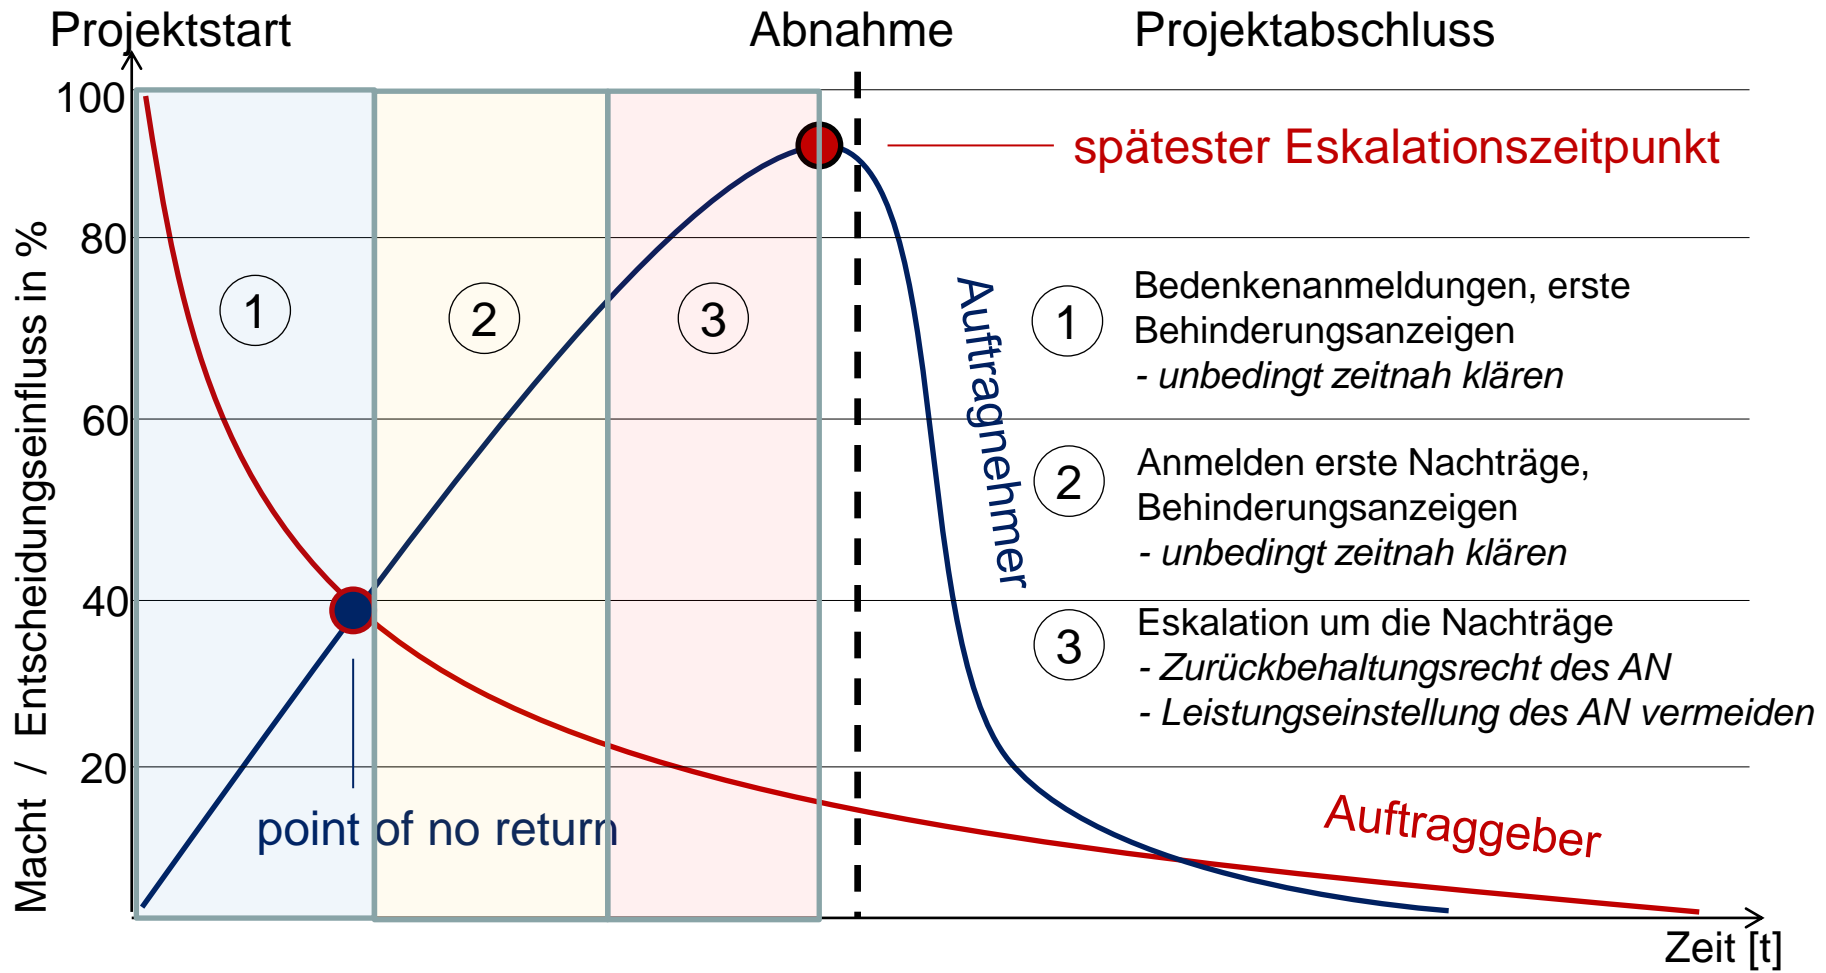 Projektstart
Abnahme
Projektabschluss
Macht / Entscheidungseinfluss in %
100
80
60
40
20
1
2
3
spätester Eskalationszeitpunkt
Auftragnehmer
1
Bedenkenanmeldungen, erste
Behinderungsanzeigen
- unbedingt zeitnah klären
2
Anmelden erste Nachträge,
Behinderungsanzeigen
- unbedingt zeitnah klären
3
Eskalation um die Nachträge
- Zurückbehaltungsrecht des AN
- Leistungseinstellung des AN vermeiden
point of no return
Auftraggeber
Zeit [t]